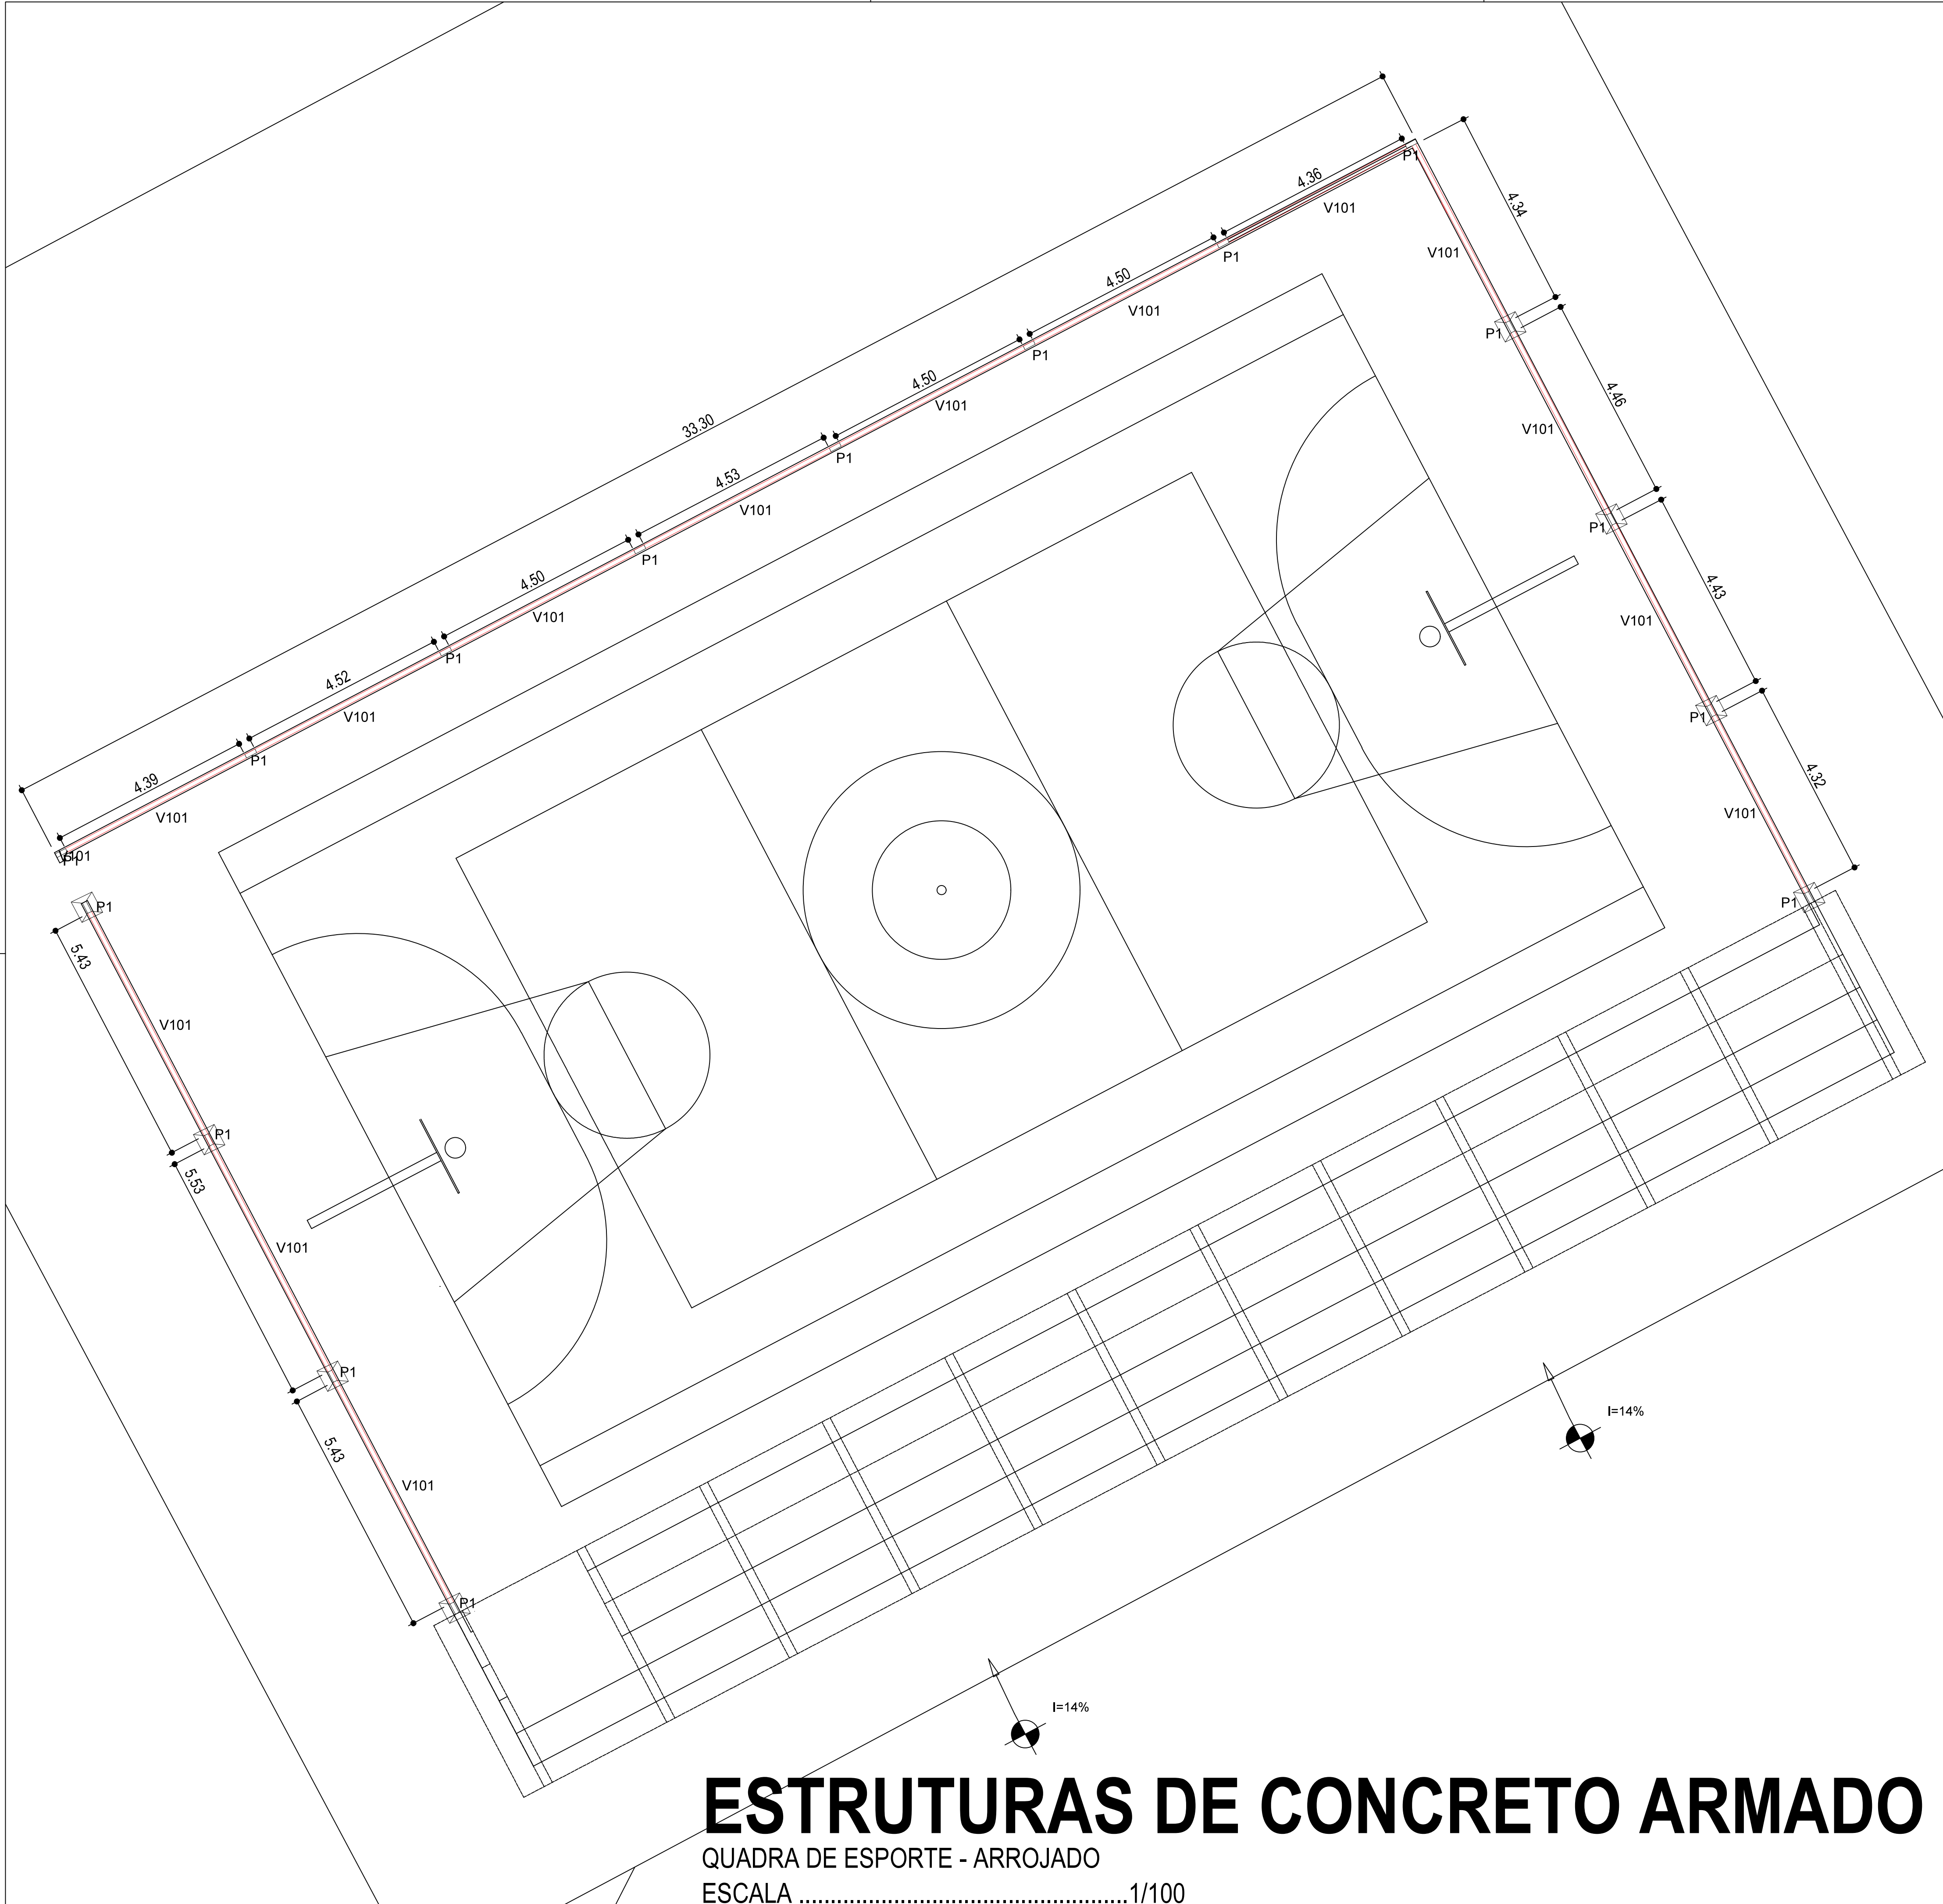 P1
4.36
V101
4.34
V101
P1
4.50
V101
P1
4.46
V101
P1
4.50
V101
33.30
P1
4.53
V101
P1
4.43
V101
P1
4.50
V101
P1
4.52
V101
P1
4.32
V101
P1
4.39
V101
V101
P1
P1
5.43
V101
P1
5.53
V101
P1
5.43
V101
P1
I=14%
I=14%
ESTRUTURAS DE CONCRETO ARMADO
QUADRA DE ESPORTE - ARROJADO
ESCALA ....................................................1/100